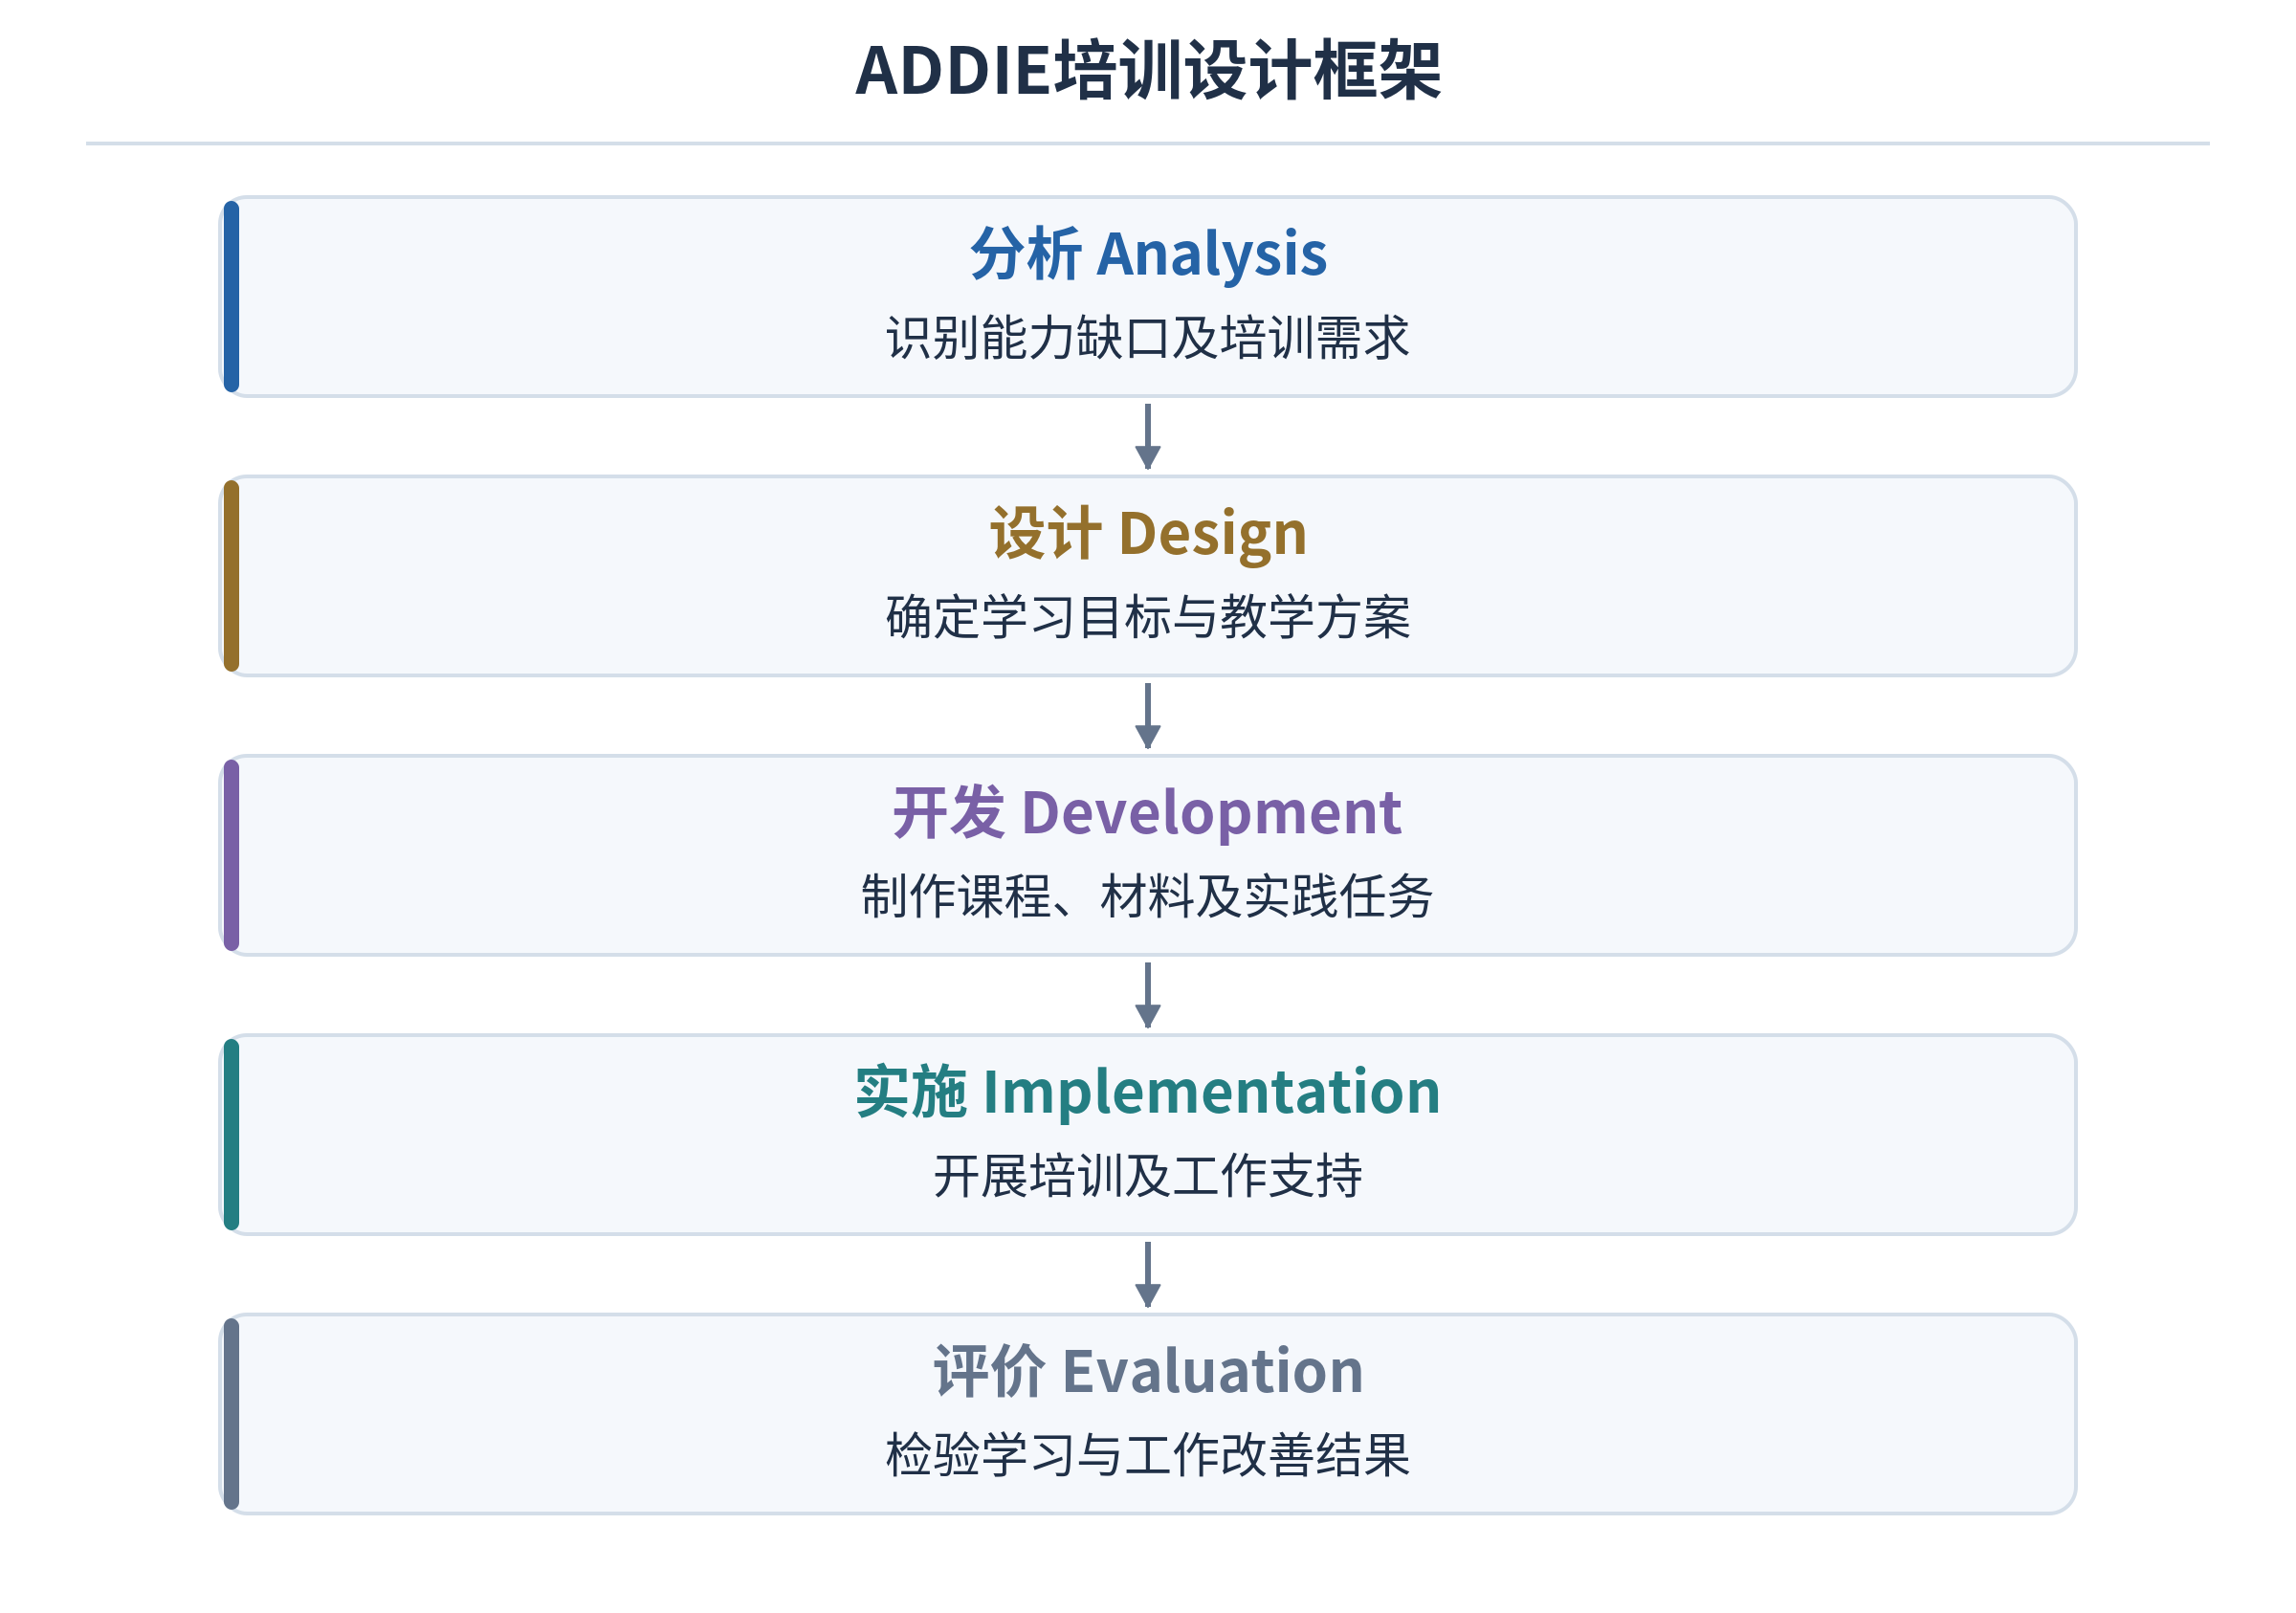 ADDIE培训设计框架
分析 Analysis
识别能力缺口及培训需求
设计 Design
确定学习目标与教学方案
开发 Development
制作课程、材料及实践任务
实施 Implementation
开展培训及工作支持
评价 Evaluation
检验学习与工作改善结果